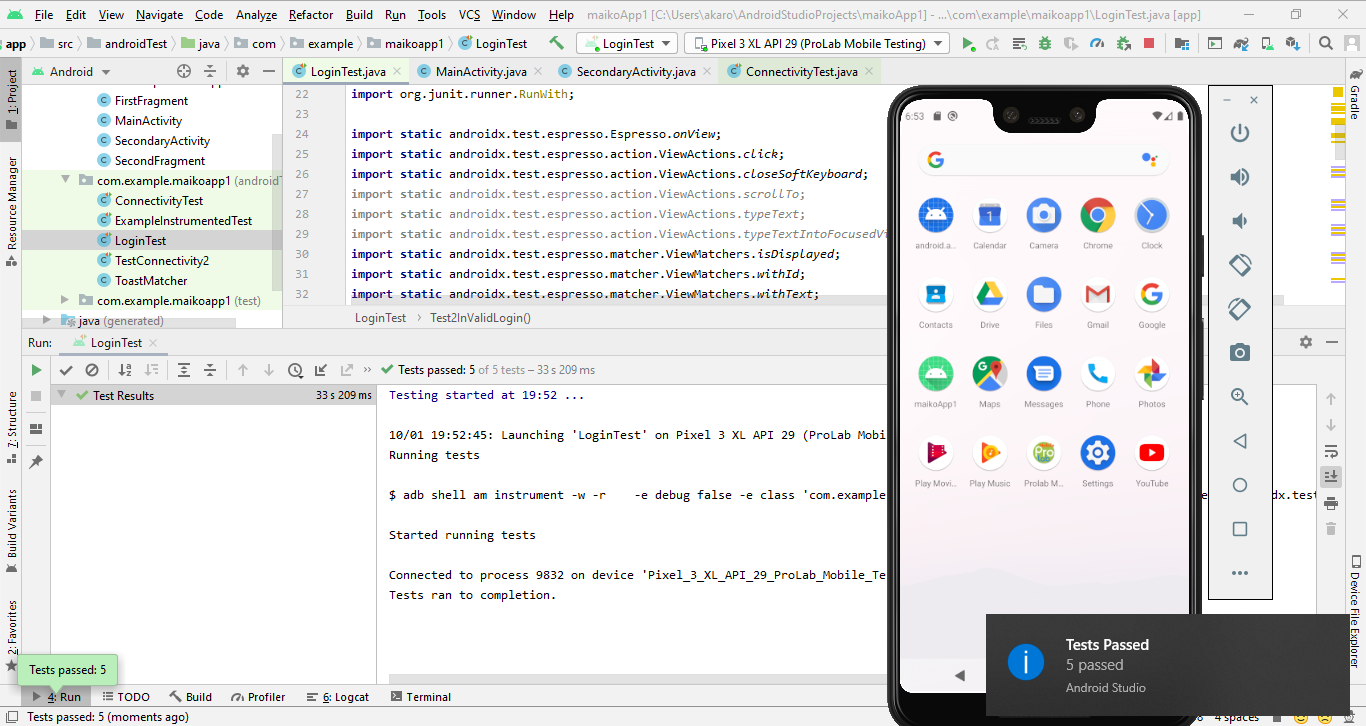 File Edit View Navigate Code Analyze Refactor Build Run Tools VCS Window Help maikoApp1 [C:\Users\akaro\AndroidStudioProjects\maikoApp1] - ...\com\example\maikoapp1\LoginTest.java [app]
app src androidTest java com example maikoapp1 LoginTest LoginTest Pixel 3 XL API 29 (ProLab Mobile Testing)
Android LoginTest.java MainActivity.java SecondaryActivity.java ConnectivityTest.java
1: Project
Resource Manager
7: Structure
Build Variants
2: Favorites
Gradle
Device File Explorer
FirstFragment
MainActivity
SecondaryActivity
SecondFragment
com.example.maikoapp1 (androidT
ConnectivityTest
ExampleInstrumentedTest
LoginTest
TestConnectivity2
ToastMatcher
com.example.maikoapp1 (test)
java (generated)
22 import org.junit.runner.RunWith;
23
24 import static androidx.test.espresso.Espresso.onView;
25 import static androidx.test.espresso.action.ViewActions.click;
26 import static androidx.test.espresso.action.ViewActions.closeSoftKeyboard;
27 import static androidx.test.espresso.action.ViewActions.scrollTo;
28 import static androidx.test.espresso.action.ViewActions.typeText;
29 import static androidx.test.espresso.action.ViewActions.typeTextIntoFocusedVi
30 import static androidx.test.espresso.matcher.ViewMatchers.isDisplayed;
31 import static androidx.test.espresso.matcher.ViewMatchers.withId;
32 import static androidx.test.espresso.matcher.ViewMatchers.withText;
LoginTest Test2InValidLogin()
Run: LoginTest
Tests passed: 5 of 5 tests – 33 s 209 ms
Test Results 33 s 209 ms
Testing started at 19:52 ...
10/01 19:52:45: Launching 'LoginTest' on Pixel 3 XL API 29 (ProLab Mobi
Running tests
$ adb shell am instrument -w -r -e debug false -e class 'com.example
dx.test
Started running tests
Connected to process 9832 on device 'Pixel_3_XL_API_29_ProLab_Mobile_Te
Tests ran to completion.
6:53
android.a... Calendar Camera Chrome Clock
1
Contacts Drive Files Gmail Google
maikoApp1 Maps Messages Phone Photos
Pro
Play Movi... Play Music Prolab M... Settings YouTube
Tests Passed
5 passed
Android Studio
Tests passed: 5
4: Run TODO Build Profiler 6: Logcat Terminal
Tests passed: 5 (moments ago) 4 spaces